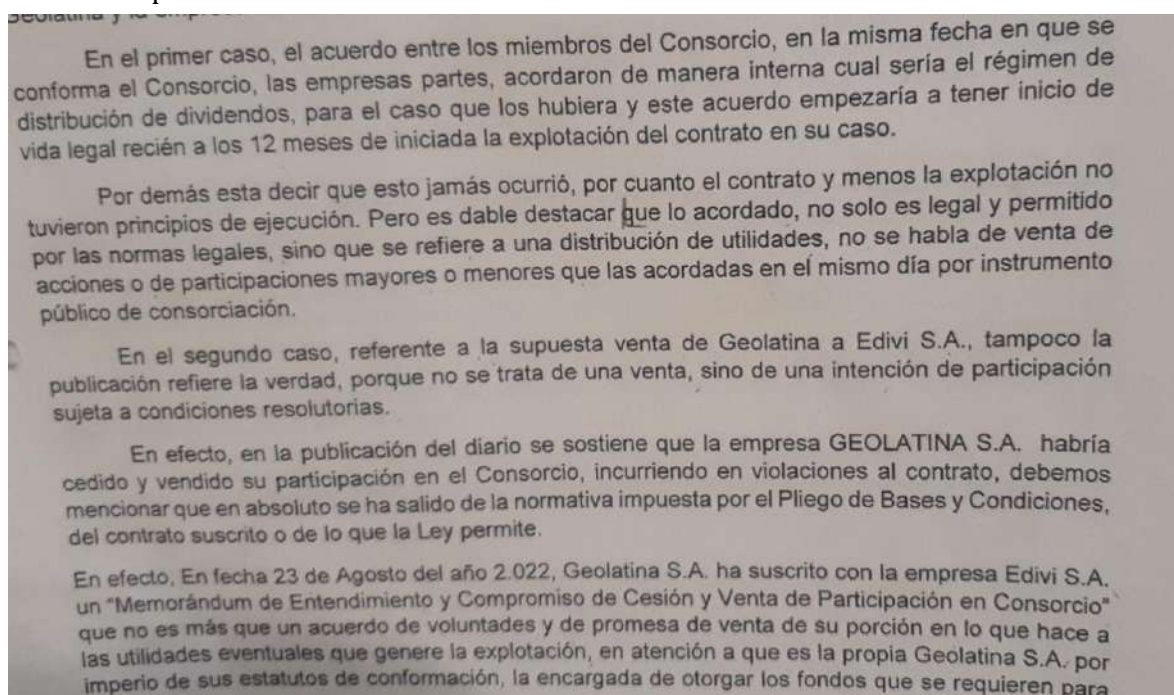 Geolatina y la
En el primer caso, el acuerdo entre los miembros del Consorcio, en la misma fecha en que se
conforma el Consorcio, las empresas partes, acordaron de manera interna cual sería el régimen de
distribución de dividendos, para el caso que los hubiera y este acuerdo empezaría a tener inicio de
vida legal recién a los 12 meses de iniciada la explotación del contrato en su caso.
Por demás esta decir que esto jamás ocurrió, por cuanto el contrato y menos la explotación no
tuvieron principios de ejecución. Pero es dable destacar que lo acordado, no solo es legal y permitido
por las normas legales, sino que se refiere a una distribución de utilidades, no se habla de venta de
acciones o de participaciones mayores o menores que las acordadas en el mismo día por instrumento
público de consorciación.
En el segundo caso, referente a la supuesta venta de Geolatina a Edivi S.A., tampoco la
publicación refiere la verdad, porque no se trata de una venta, sino de una intención de participación
sujeta a condiciones resolutorias.
En efecto, en la publicación del diario se sostiene que la empresa GEOLATINA S.A. habría
cedido y vendido su participación en el Consorcio, incurriendo en violaciones al contrato, debemos
mencionar que en absoluto se ha salido de la normativa impuesta por el Pliego de Bases y Condiciones,
del contrato suscrito o de lo que la Ley permite.
En efecto, En fecha 23 de Agosto del año 2.022, Geolatina S.A. ha suscrito con la empresa Edivi S.A.
un "Memorándum de Entendimiento y Compromiso de Cesión y Venta de Participación en Consorcio"
que no es más que un acuerdo de voluntades y de promesa de venta de su porción en lo que hace a
las utilidades eventuales que genere la explotación, en atención a que es la propia Geolatina S.A. por
imperio de sus estatutos de conformación, la encargada de otorgar los fondos que se requieren para